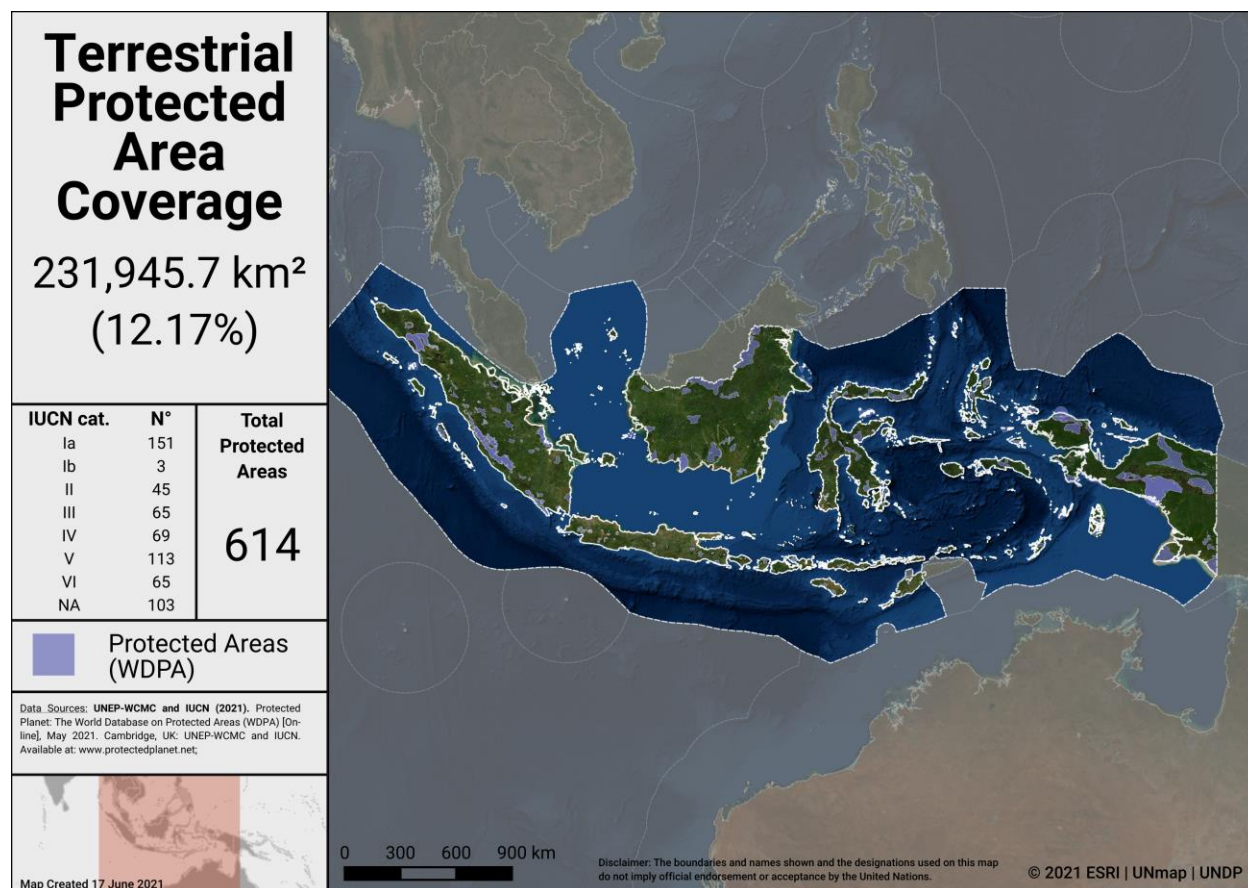 Terrestrial
Protected
Area
Coverage
231,945.7 km²
(12.17%)
IUCN cat. N°
Ia 151
Ib 3
II 45
III 65
IV 69
V 113
VI 65
NA 103
Total
Protected
Areas
614
Protected Areas
(WDPA)
Data Sources: UNEP-WCMC and IUCN (2021). Protected
Planet: The World Database on Protected Areas (WDPA) [On-
line], May 2021. Cambridge, UK: UNEP-WCMC and IUCN.
Available at: www.protectedplanet.net;
Map Created 17 June 2021
0 300 600 900 km
Disclaimer: The boundaries and names shown and the designations used on this map
do not imply official endorsement or acceptance by the United Nations.
© 2021 ESRI | UNmap | UNDP